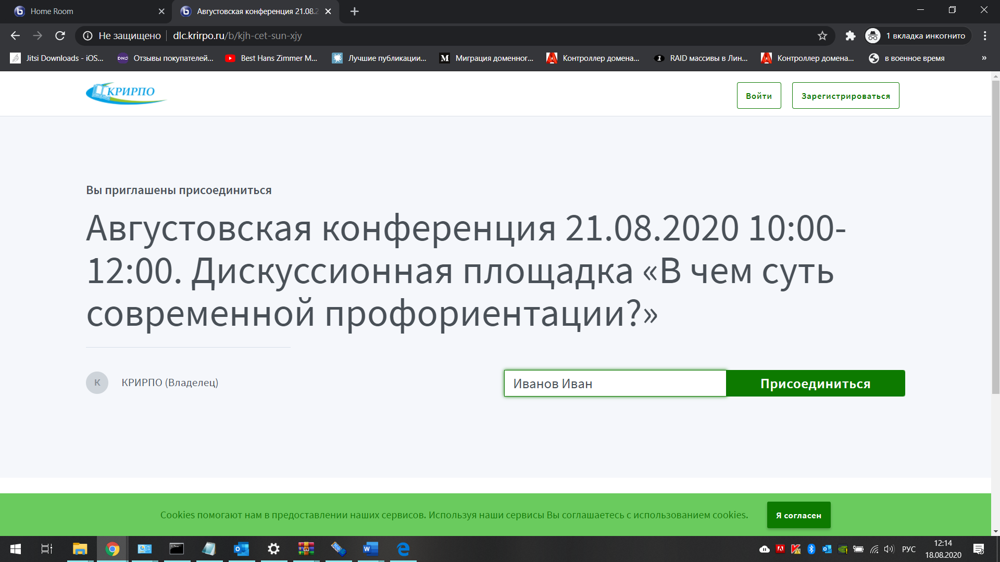 Home Room
Августовская конференция 21.08.2
Не защищено
dlc.krirpo.ru/b/kjh-cet-sun-xjy
1 вкладка инкогнито
Jitsi Downloads - iOS...
DNS
Отзывы покупателей...
Best Hans Zimmer M...
Лучшие публикации...
M
Миграция доменног...
Контроллер домена...
1
RAID массивы в Лин...
Контроллер домена...
в военное время
»
КРИРПО
Войти
Зарегистрироваться
Вы приглашены присоединиться
Августовская конференция 21.08.2020 10:00-
12:00. Дискуссионная площадка «В чем суть
современной профориентации?»
К
КРИРПО (Владелец)
Иванов Иван
Присоединиться
Cookies помогают нам в предоставлении наших сервисов. Используя наши сервисы Вы соглашаетесь с использованием cookies.
Я согласен
РУС
12:14
18.08.2020